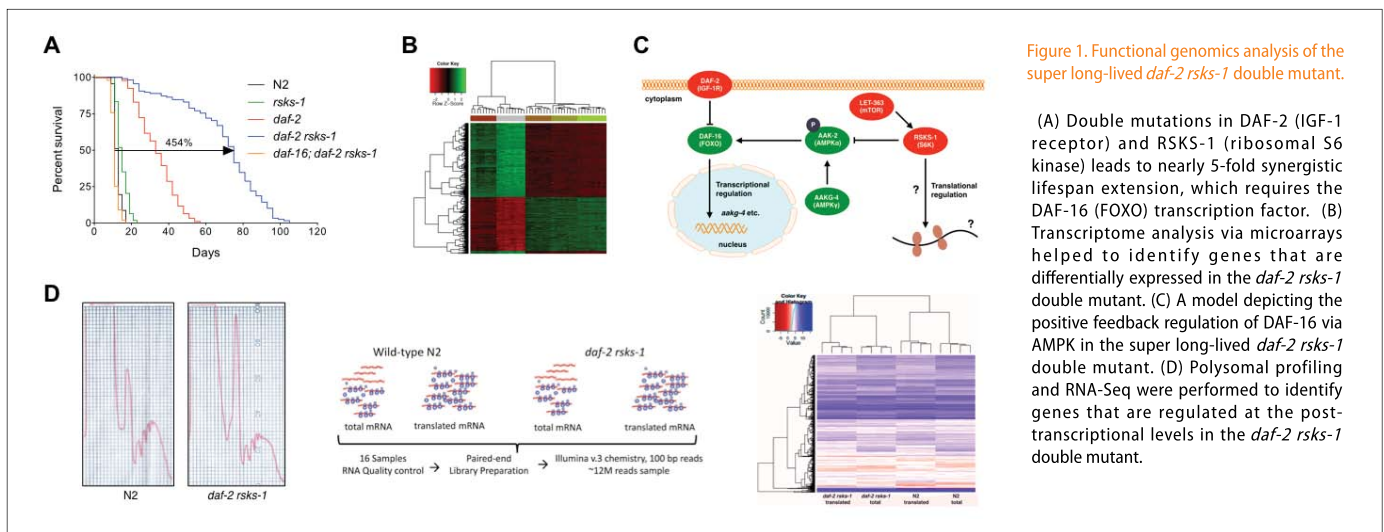 A
100
75
50
25
0
Percent survival
0 20 40 60 80 100 120
Days
454%
N2
rsks-1
daf-2
daf-2 rsks-1
daf-16; daf-2 rsks-1
B
Color Key
Row Z-Score
C
cytoplasm
DAF-2
(IGF-1R)
LET-363
(mTOR)
P
DAF-16
(FOXO)
AAK-2
(AMPKα)
RSKS-1
(S6K)
Transcriptional
regulation
AAKG-4
(AMPKγ)
?
Translational
regulation
aakg-4 etc.
nucleus
?
D
N2
daf-2 rsks-1
Wild-type N2
daf-2 rsks-1
total mRNA
translated mRNA
total mRNA
translated mRNA
16 Samples
RNA Quality control
Paired-end
Library Preparation
Illumina v.3 chemistry, 100 bp reads
~12M reads sample
Color Key
and Histogram
Count
Value
daf-2 rsks-1
translated
daf-2 rsks-1
total
N2
translated
N2
total
Figure 1. Functional genomics analysis of the
super long-lived daf-2 rsks-1 double mutant.
(A) Double mutations in DAF-2 (IGF-1
receptor) and RSKS-1 (ribosomal S6
kinase) leads to nearly 5-fold synergistic
lifespan extension, which requires the
DAF-16 (FOXO) transcription factor. (B)
Transcriptome analysis via microarrays
helped to identify genes that are
differentially expressed in the daf-2 rsks-1
double mutant. (C) A model depicting the
positive feedback regulation of DAF-16 via
AMPK in the super long-lived daf-2 rsks-1
double mutant. (D) Polysomal profiling
and RNA-Seq were performed to identify
genes that are regulated at the post-
transcriptional levels in the daf-2 rsks-1
double mutant.